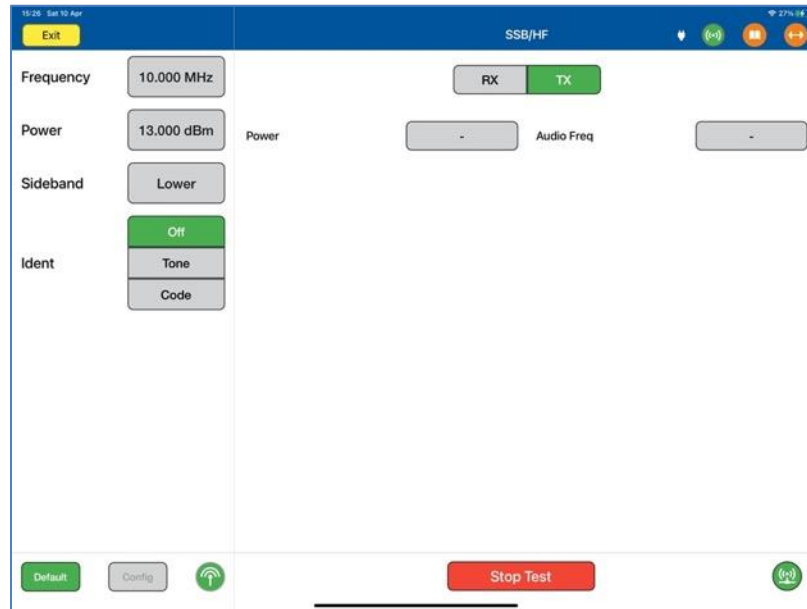 15:26 Sat 10 Apr
27%
Exit
SSB/HF
Frequency
10.000 MHz
RX
TX
Power
13.000 dBm
Power
-
Audio Freq
-
Sideband
Lower
Ident
Off
Tone
Code
Default
Config
Stop Test